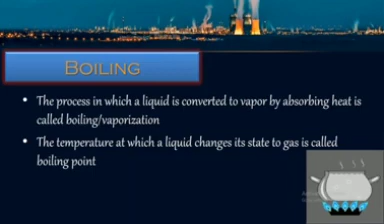 BOILING
• The process in which a liquid is converted to vapor by absorbing heat is
called boiling/vaporization
• The temperature at which a liquid changes its state to gas is called
boiling point